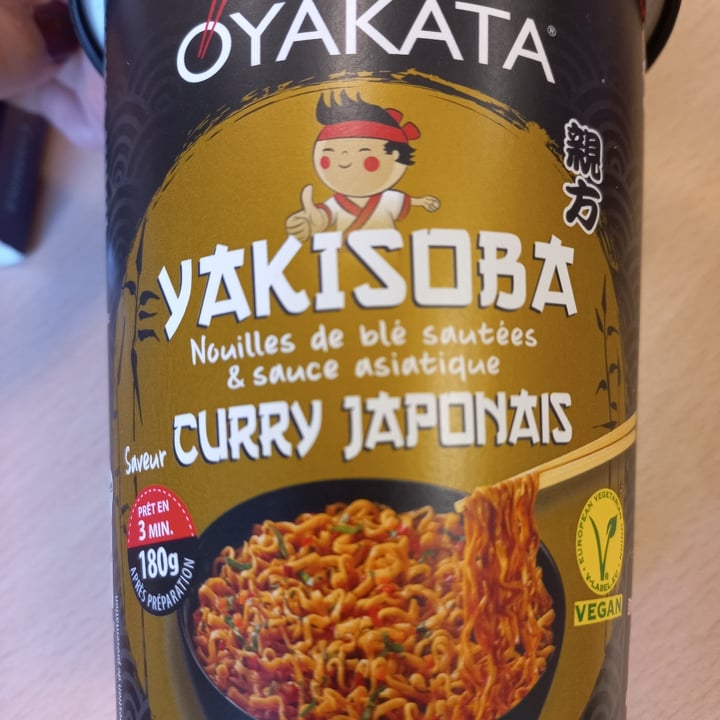 OYAKATA®
親方
YAKISOBA
Nouilles de blé sautées
& sauce asiatique
Saveur CURRY JAPONAIS
PRÊT EN
3 MIN.
180g
APRÈS PRÉPARATION
EUROPEAN VEGETARIAN
V-LABEL.EU
VEGAN